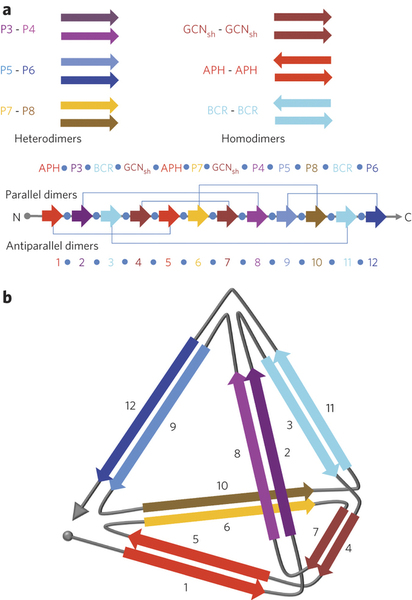 a
P3 - P4
GCNsh - GCNsh
P5 - P6
APH - APH
P7 - P8
BCR - BCR
Heterodimers
Homodimers
APH P3 BCR GCNsh APH P7 GCNsh P4 P5 P8 BCR P6
Parallel dimers
N C
Antiparallel dimers
1 2 3 4 5 6 7 8 9 10 11 12
b
12
11
9
3
8
2
10
6
7
4
5
1